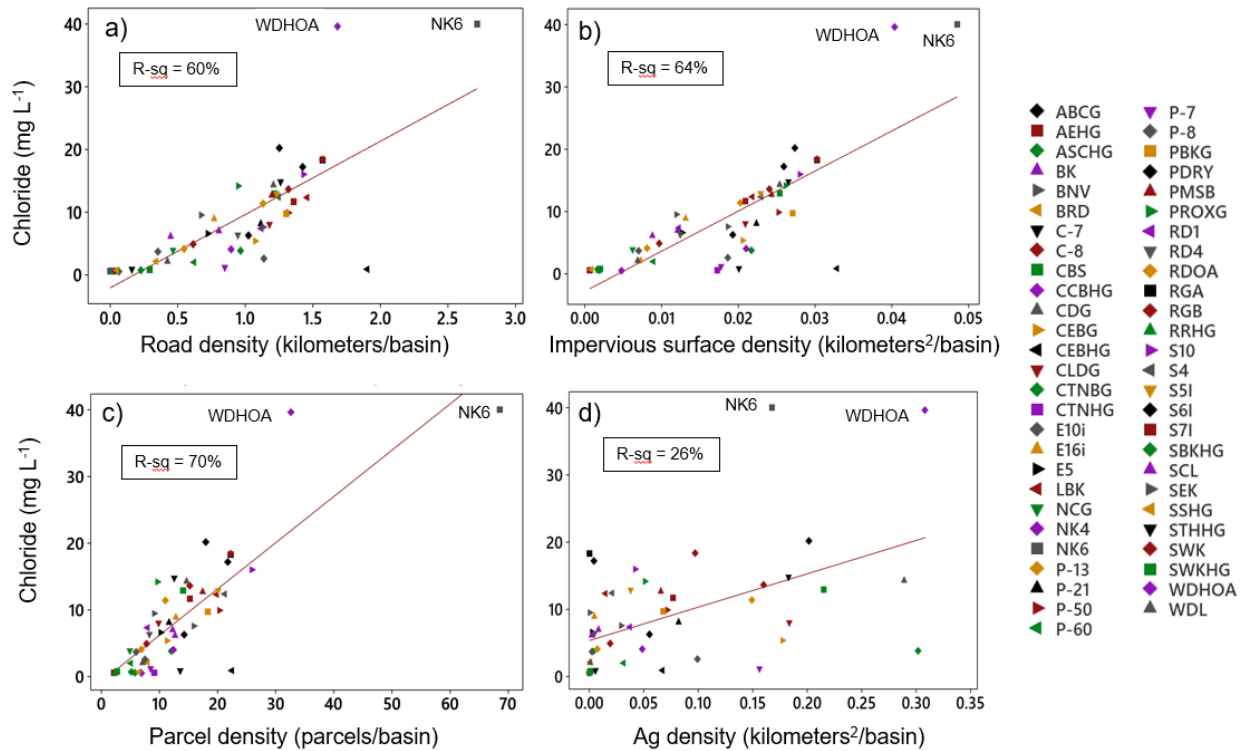 a)
WDHOA
NK6
R-sq = 60%
40
30
20
10
0
0.0 0.5 1.0 1.5 2.0 2.5 3.0
Chloride (mg L-1)
Road density (kilometers/basin)
b)
WDHOA
NK6
R-sq = 64%
40
30
20
10
0
0.00 0.01 0.02 0.03 0.04 0.05
Impervious surface density (kilometers2/basin)
c)
WDHOA
NK6
R-sq = 70%
40
30
20
10
0
0 10 20 30 40 50 60 70
Chloride (mg L-1)
Parcel density (parcels/basin)
d)
NK6
WDHOA
R-sq = 26%
40
30
20
10
0
0.00 0.05 0.10 0.15 0.20 0.25 0.30 0.35
Ag density (kilometers2/basin)
ABCG
AEHG
ASCHG
BK
BNV
BRD
C-7
C-8
CBS
CCBHG
CDG
CEBG
CEBHG
CLDG
CTNBG
CTNHG
E10i
E16i
E5
LBK
NCG
NK4
NK6
P-13
P-21
P-50
P-60
P-7
P-8
PBKG
PDRY
PMSB
PROXG
RD1
RD4
RDOA
RGA
RGB
RRHG
S10
S4
S5I
S6I
S7I
SBKHG
SCL
SEK
SSHG
STHHG
SWK
SWKHG
WDHOA
WDL